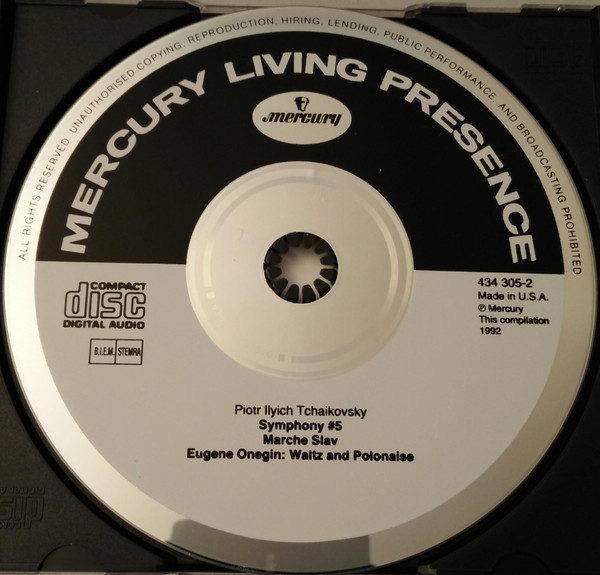 ALL RIGHTS RESERVED UNAUTHORISED COPYING, REPRODUCTION, HIRING, LENDING, PUBLIC PERFORMANCE, AND BROADCASTING PROHIBITED
MERCURY LIVING PRESENCE
mercury
COMPACT
disc
DIGITAL AUDIO
B.I.E.M. STEMRA
434 305-2
Made in U.S.A.
℗ Mercury
This compilation
1992
Piotr Ilyich Tchaikovsky
Symphony #5
Marche Slav
Eugene Onegin: Waltz and Polonaise